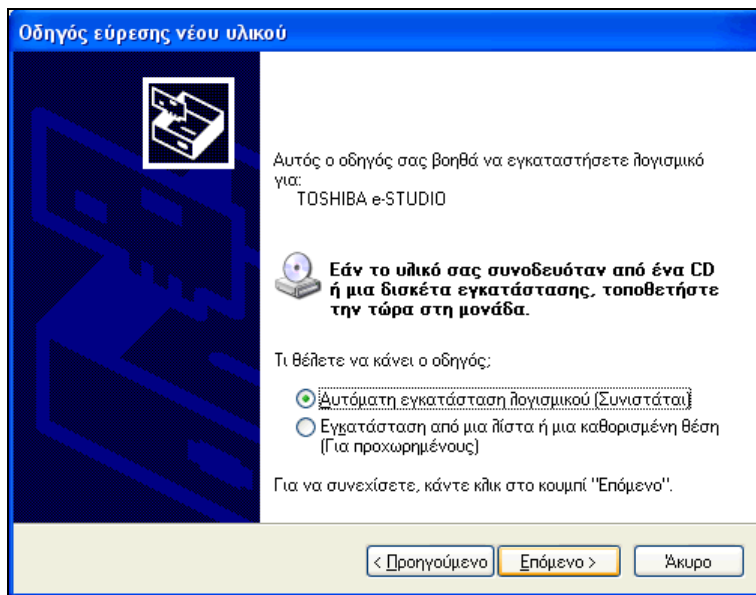 Οδηγός εύρεσης νέου υλικού
Αυτός ο οδηγός σας βοηθά να εγκαταστήσετε λογισμικό
για:
TOSHIBA e-STUDIO
Εάν το υλικό σας συνοδευόταν από ένα CD
ή μια δισκέτα εγκατάστασης, τοποθετήστε
την τώρα στη μονάδα.
Τι θέλετε να κάνει ο οδηγός;
Αυτόματη εγκατάσταση λογισμικού (Συνιστάται)
Εγκατάσταση από μια λίστα ή μια καθορισμένη θέση
(Για προχωρημένους)
Για να συνεχίσετε, κάντε κλικ στο κουμπί "Επόμενο".
< Προηγούμενο Επόμενο > Άκυρο